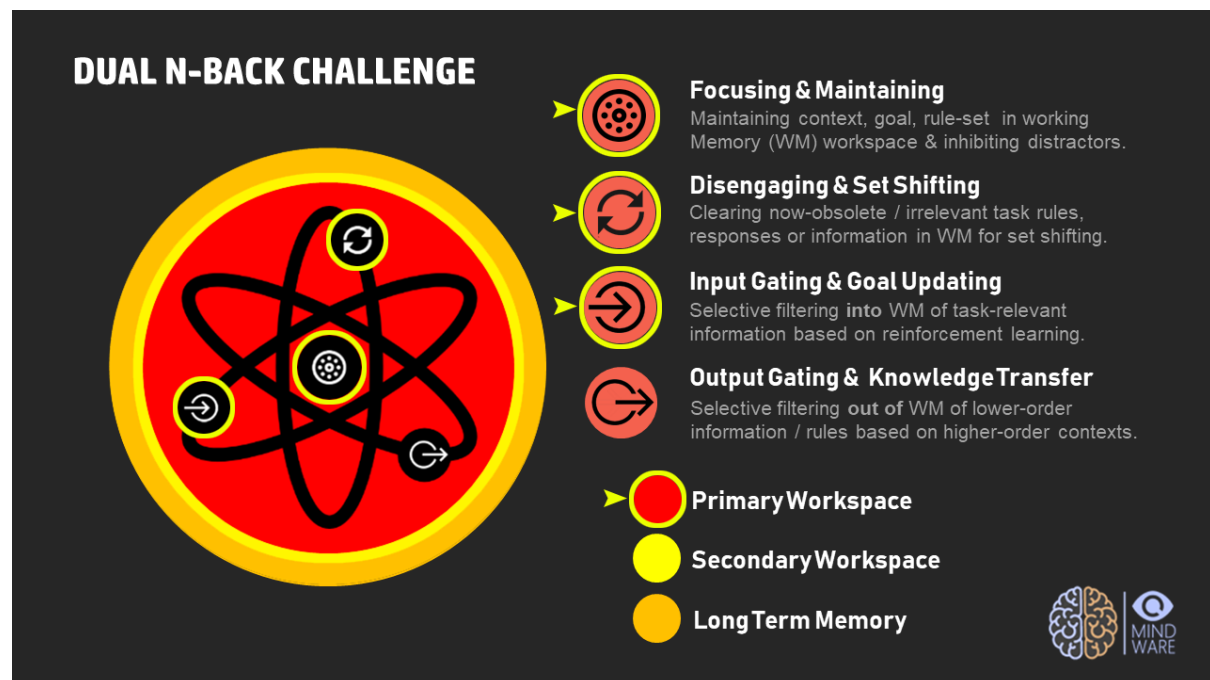 DUAL N-BACK CHALLENGE
Focusing & Maintaining
Maintaining context, goal, rule-set in working
Memory (WM) workspace & inhibiting distractors.
Disengaging & Set Shifting
Clearing now-obsolete / irrelevant task rules,
responses or information in WM for set shifting.
Input Gating & Goal Updating
Selective filtering into WM of task-relevant
information based on reinforcement learning.
Output Gating & Knowledge Transfer
Selective filtering out of WM of lower-order
information / rules based on higher-order contexts.
Primary Workspace
Secondary Workspace
Long Term Memory
MIND
WARE